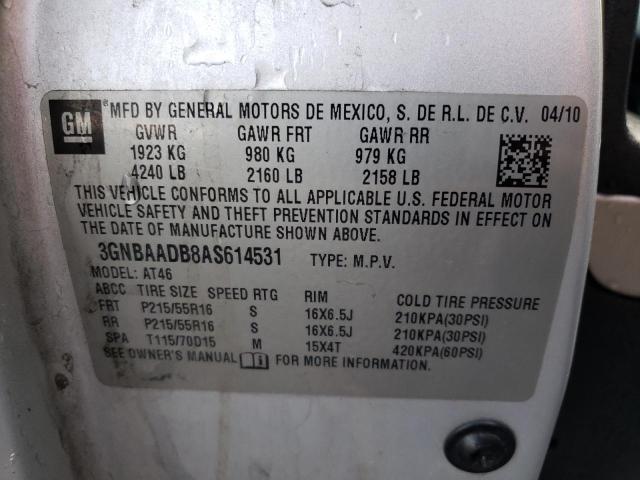 GM ® MFD BY GENERAL MOTORS DE MEXICO, S. DE R.L. DE C.V. 04/10
GVWR GAWR FRT GAWR RR
1923 KG 980 KG 979 KG
4240 LB 2160 LB 2158 LB
THIS VEHICLE CONFORMS TO ALL APPLICABLE U.S. FEDERAL MOTOR
VEHICLE SAFETY AND THEFT PREVENTION STANDARDS IN EFFECT ON
THE DATE OF MANUFACTURE SHOWN ABOVE.
3GNBAADB8AS614531 TYPE: M.P.V.
MODEL: AT46
ABCC TIRE SIZE SPEED RTG RIM COLD TIRE PRESSURE
FRT P215/55R16 S 16X6.5J 210KPA(30PSI)
RR P215/55R16 S 16X6.5J 210KPA(30PSI)
SPA T115/70D15 M 15X4T 420KPA(60PSI)
SEE OWNER'S MANUAL FOR MORE INFORMATION.